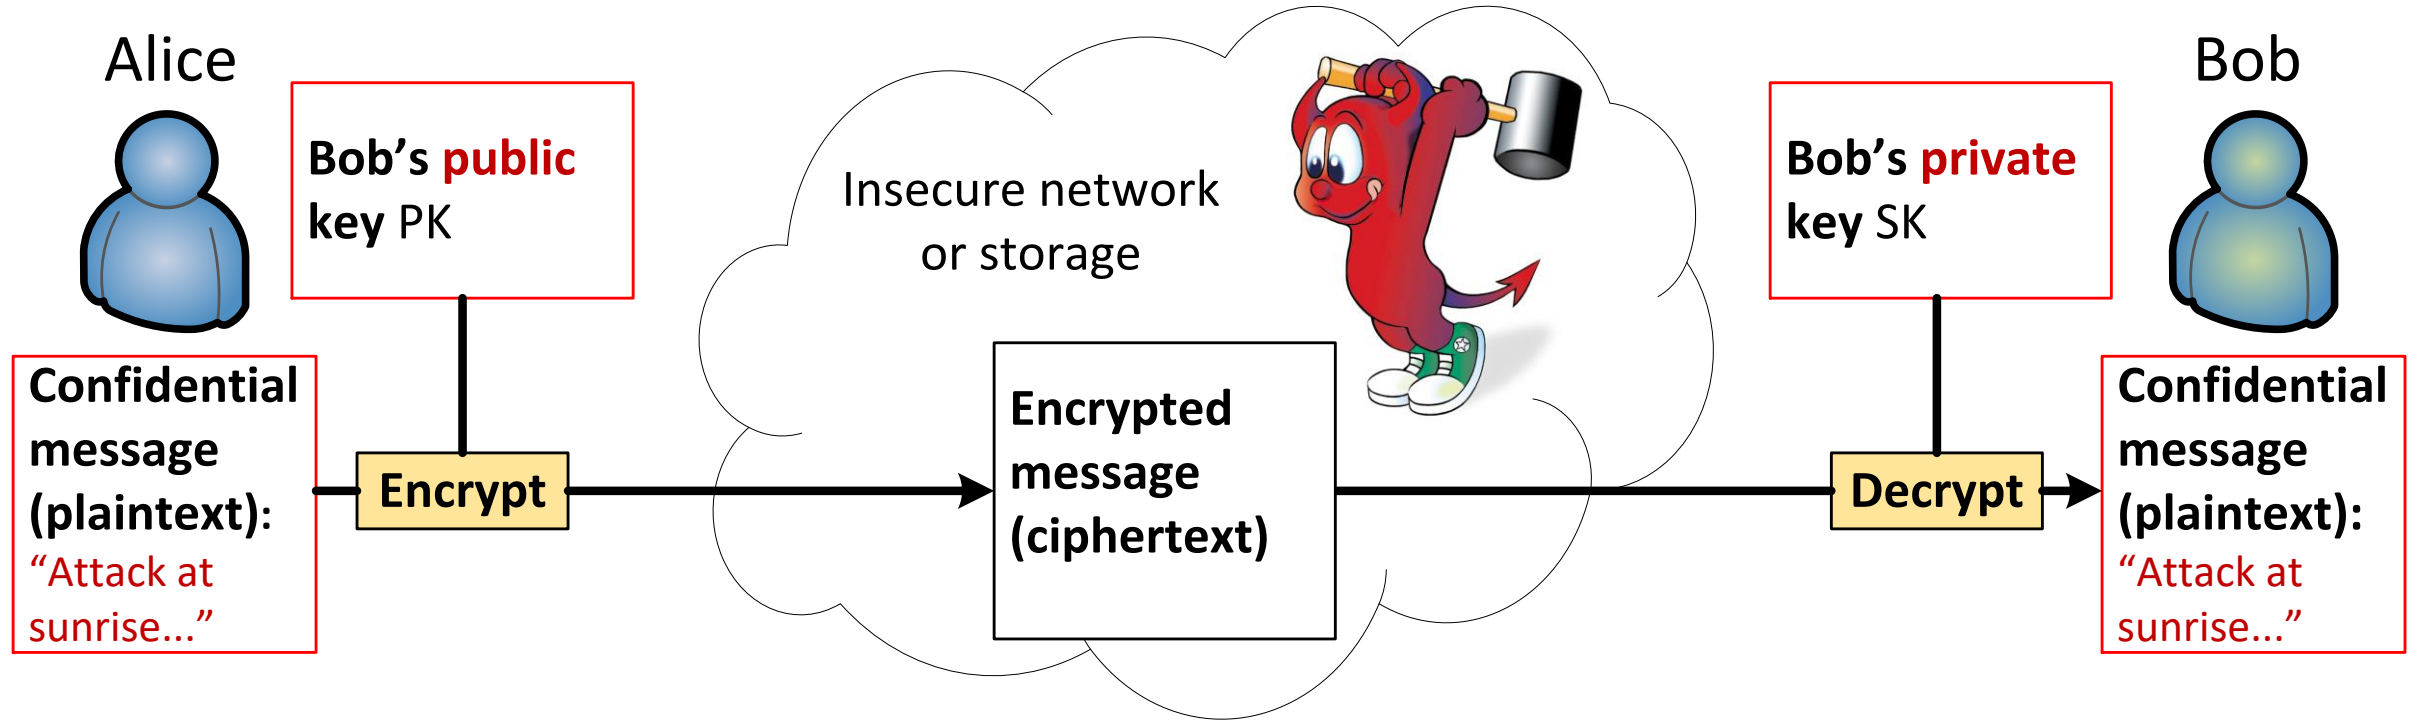 Alice
Bob's public
key PK
Confidential
message
(plaintext):
“Attack at
sunrise...”
Encrypt
Insecure network
or storage
Encrypted
message
(ciphertext)
Bob's private
key SK
Decrypt
Bob
Confidential
message
(plaintext):
“Attack at
sunrise...”